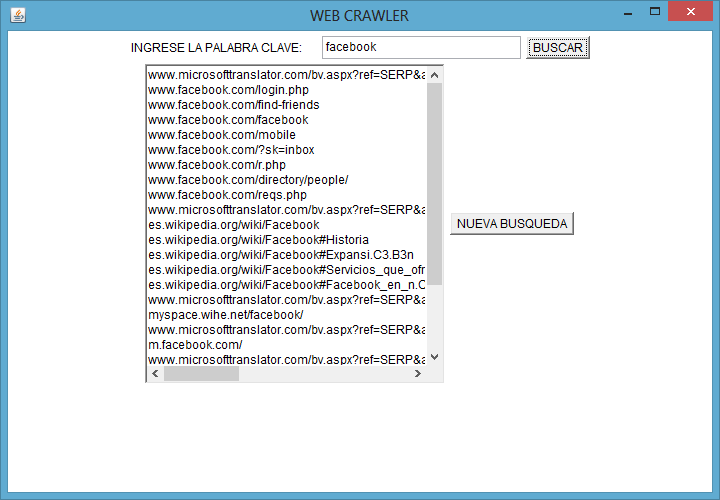 WEB CRAWLER
INGRESE LA PALABRA CLAVE: facebook BUSCAR
www.microsofttranslator.com/bv.aspx?ref=SERP&a
www.facebook.com/login.php
www.facebook.com/find-friends
www.facebook.com/facebook
www.facebook.com/mobile
www.facebook.com/?sk=inbox
www.facebook.com/r.php
www.facebook.com/directory/people/
www.facebook.com/reqs.php
www.microsofttranslator.com/bv.aspx?ref=SERP&a
es.wikipedia.org/wiki/Facebook
NUEVA BUSQUEDA
es.wikipedia.org/wiki/Facebook#Historia
es.wikipedia.org/wiki/Facebook#Expansi.C3.B3n
es.wikipedia.org/wiki/Facebook#Servicios_que_ofr
es.wikipedia.org/wiki/Facebook#Facebook_en_n.C
www.microsofttranslator.com/bv.aspx?ref=SERP&a
myspace.wihe.net/facebook/
www.microsofttranslator.com/bv.aspx?ref=SERP&a
m.facebook.com/
www.microsofttranslator.com/bv.aspx?ref=SERP&a